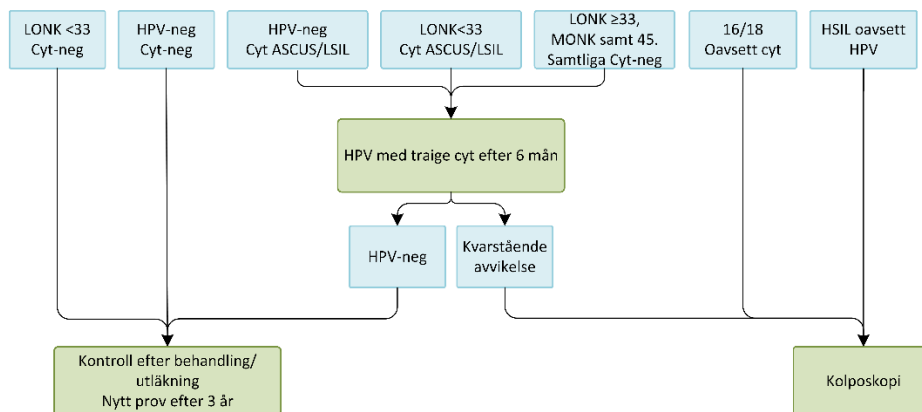 LONK <33
Cyt-neg
HPV-neg
Cyt-neg
HPV-neg
Cyt ASCUS/LSIL
LONK<33
Cyt ASCUS/LSIL
LONK ≥33,
MONK samt 45.
Samtliga Cyt-neg
16/18
Oavsett cyt
HSIL oavsett
HPV
HPV med traige cyt efter 6 mån
HPV-neg
Kvarstående
avvikelse
Kontroll efter behandling/
utläkning
Nytt prov efter 3 år
Kolposkopi